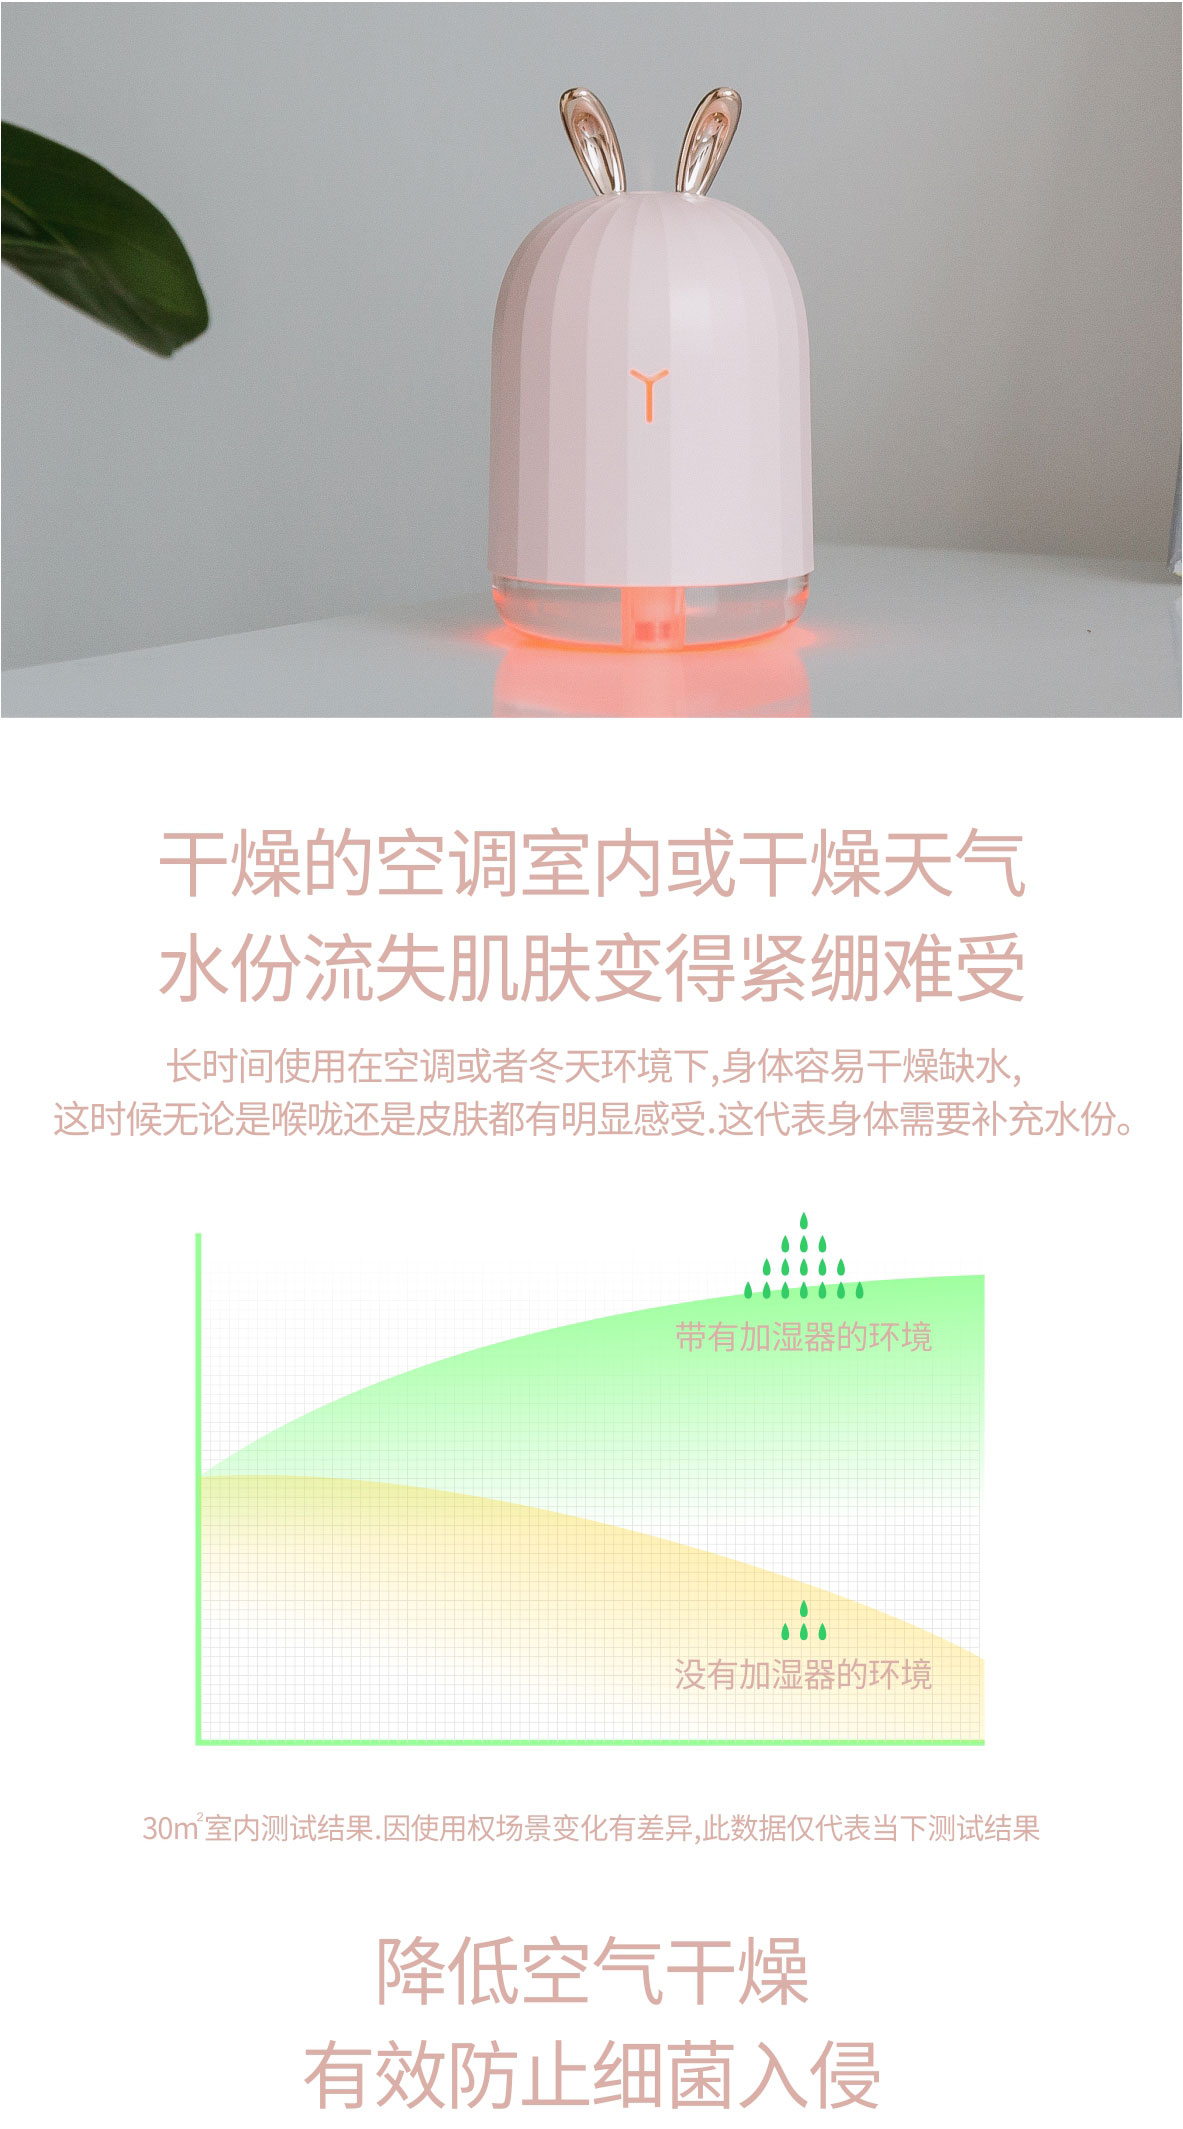 干燥的空调室内或干燥天气
水份流失肌肤变得紧绷难受
长时间使用在空调或者冬天环境下,身体容易干燥缺水,
这时候无论是喉咙还是皮肤都有明显感受.这代表身体需要补充水份。
带有加湿器的环境
没有加湿器的环境
30m²室内测试结果.因使用权场景变化有差异,此数据仅代表当下测试结果
降低空气干燥
有效防止细菌入侵